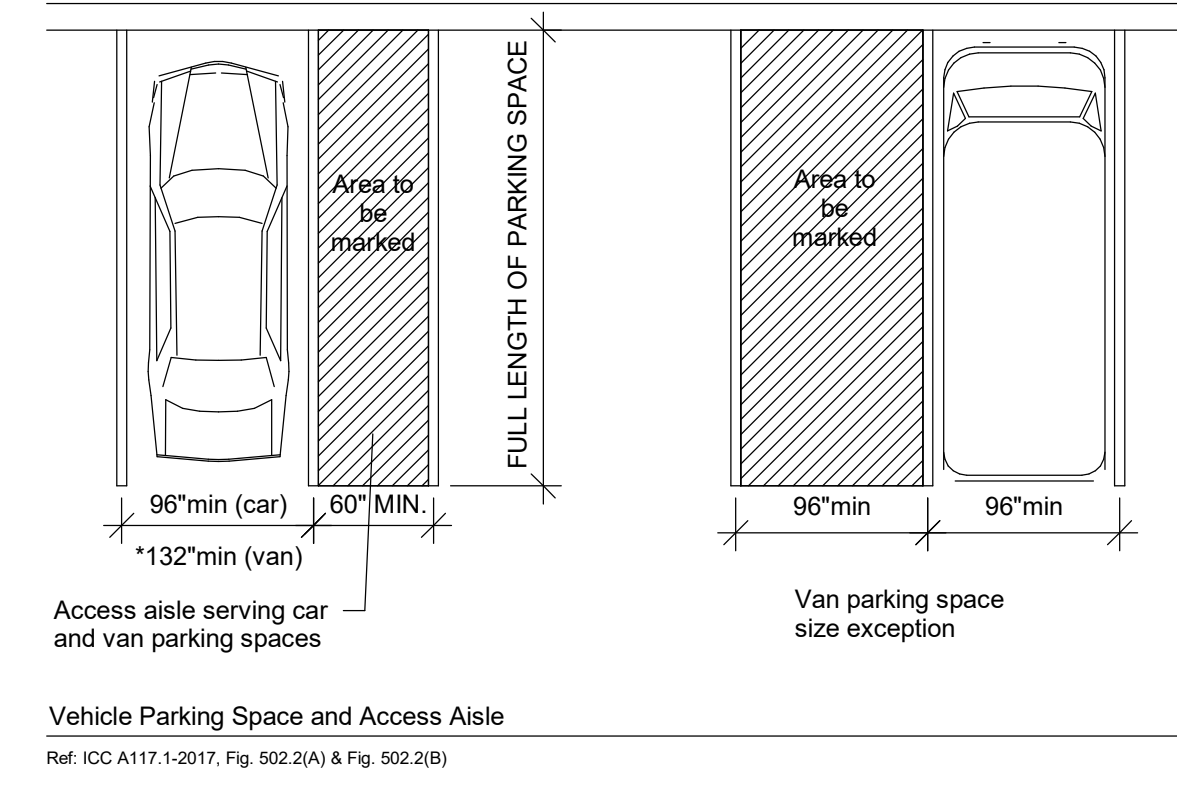 Area to
be
marked
FULL LENGTH OF PARKING SPACE
Area to
be
marked
96"min (car)
60" MIN.
*132"min (van)
96"min
96"min
Access aisle serving car
and van parking spaces
Van parking space
size exception
Vehicle Parking Space and Access Aisle
Ref: ICC A117.1-2017, Fig. 502.2(A) & Fig. 502.2(B)